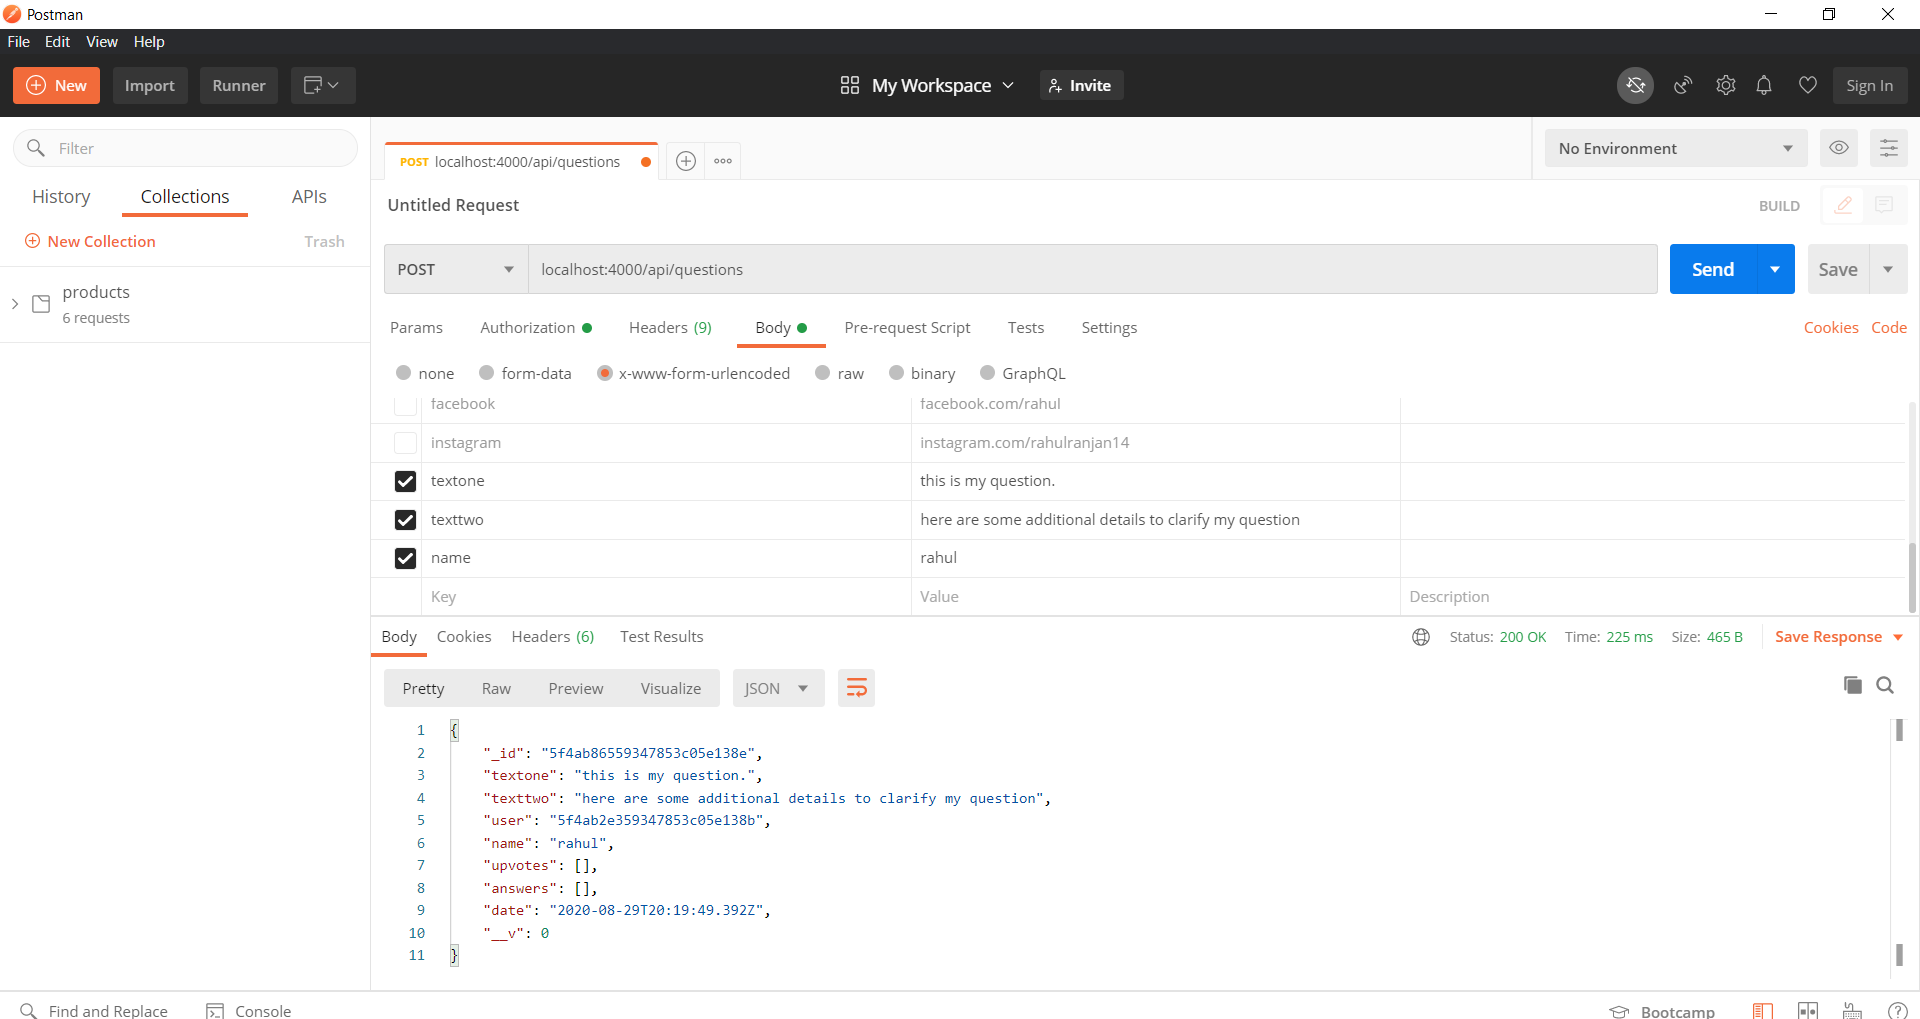 Postman
File Edit View Help
New Import Runner My Workspace Invite Sign In
Filter
History Collections APIs
New Collection Trash
products
6 requests
POST localhost:4000/api/questions
No Environment
Untitled Request
BUILD
POST localhost:4000/api/questions Send Save
Params Authorization Headers (9) Body Pre-request Script Tests Settings Cookies Code
none form-data x-www-form-urlencoded raw binary GraphQL
facebook facebook.com/rahul
instagram instagram.com/rahulranjan14
textone this is my question.
texttwo here are some additional details to clarify my question
name rahul
Key Value Description
Body Cookies Headers (6) Test Results Status: 200 OK Time: 225 ms Size: 465 B Save Response
Pretty Raw Preview Visualize JSON
1 {
2 "_id": "5f4ab86559347853c05e138e",
3 "textone": "this is my question.",
4 "texttwo": "here are some additional details to clarify my question",
5 "user": "5f4ab2e359347853c05e138b",
6 "name": "rahul",
7 "upvotes": [],
8 "answers": [],
9 "date": "2020-08-29T20:19:49.392Z",
10 "__v": 0
11 }
Find and Replace Console Bootcamp